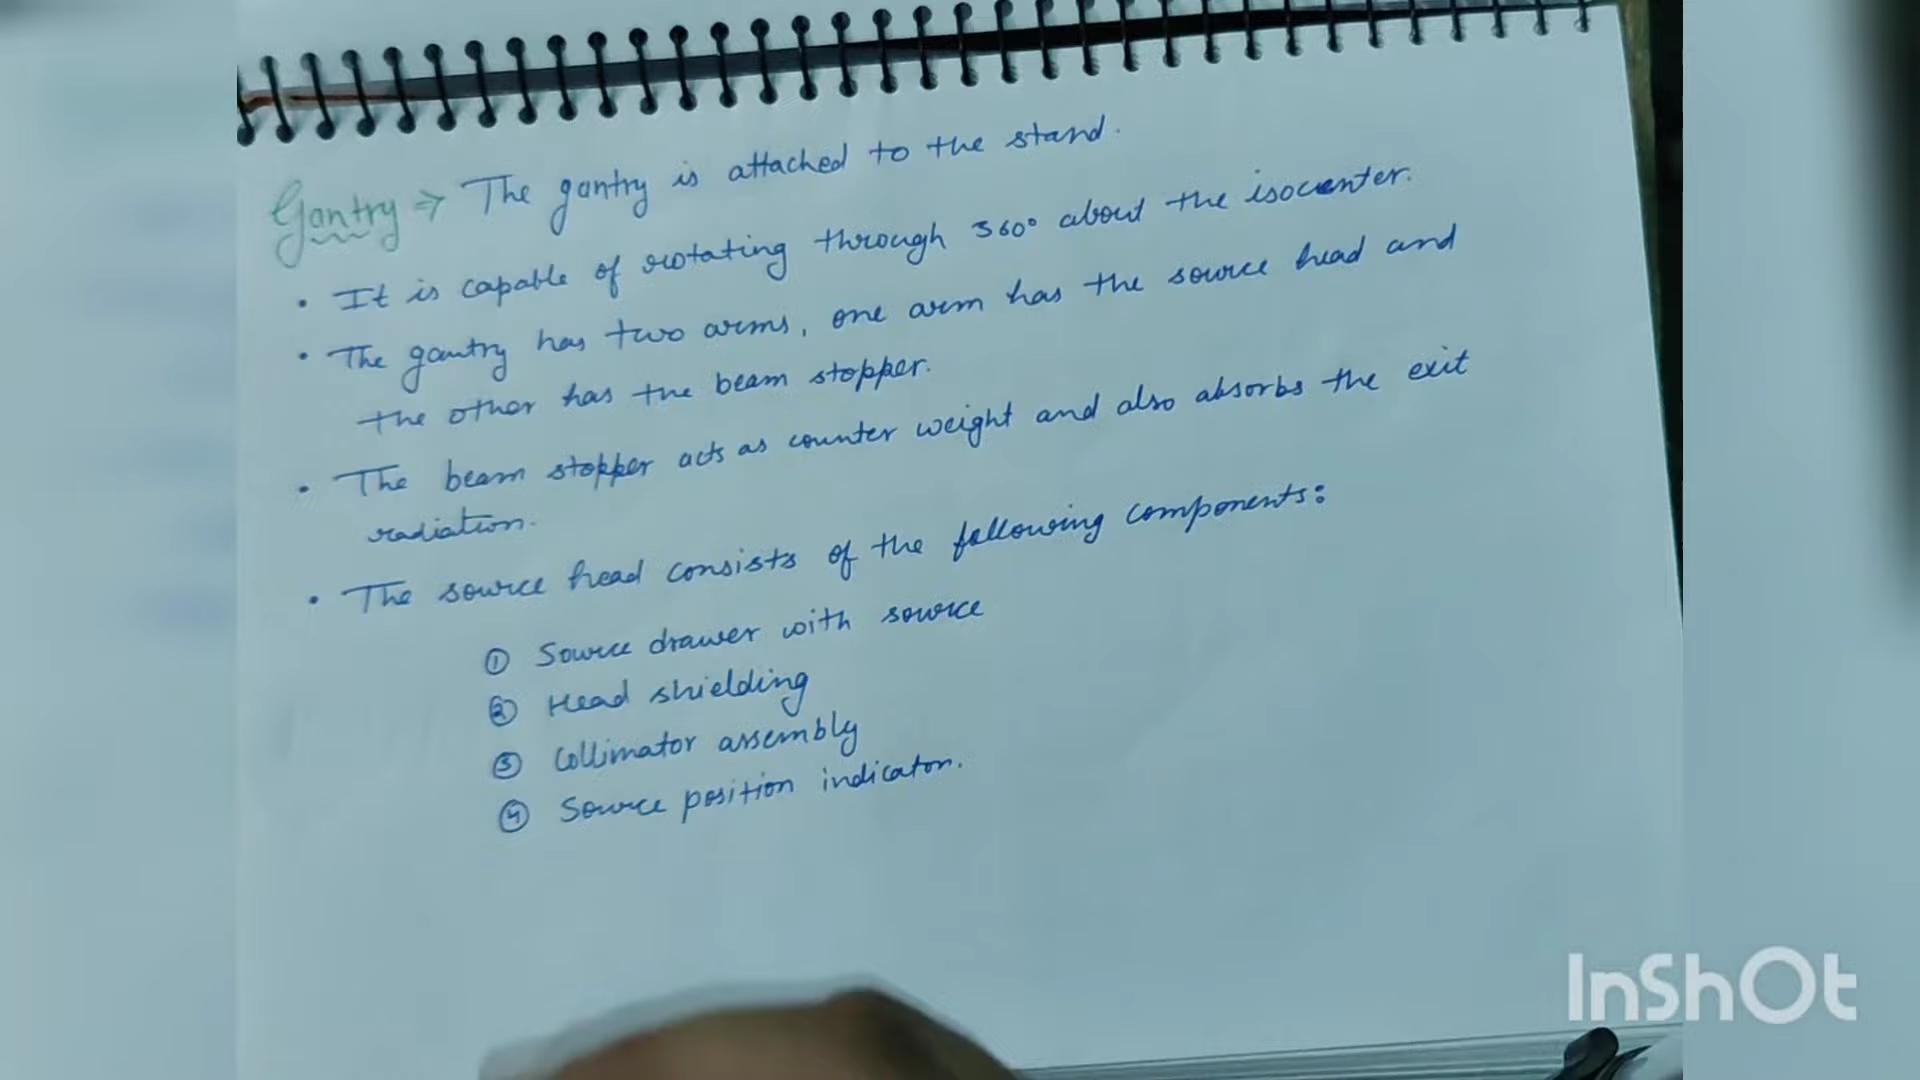 Gantry ⇒ The gantry is attached to the stand.
• It is capable of rotating through 360° about the isocenter.
• The gantry has two arms, one arm has the source head and
the other has the beam stopper.
• The beam stopper acts as counter weight and also absorbs the exit
radiation.
• The source head consists of the following components:
① Source drawer with source
② Head shielding
③ Collimator assembly
④ Source position indicator.
InShOt